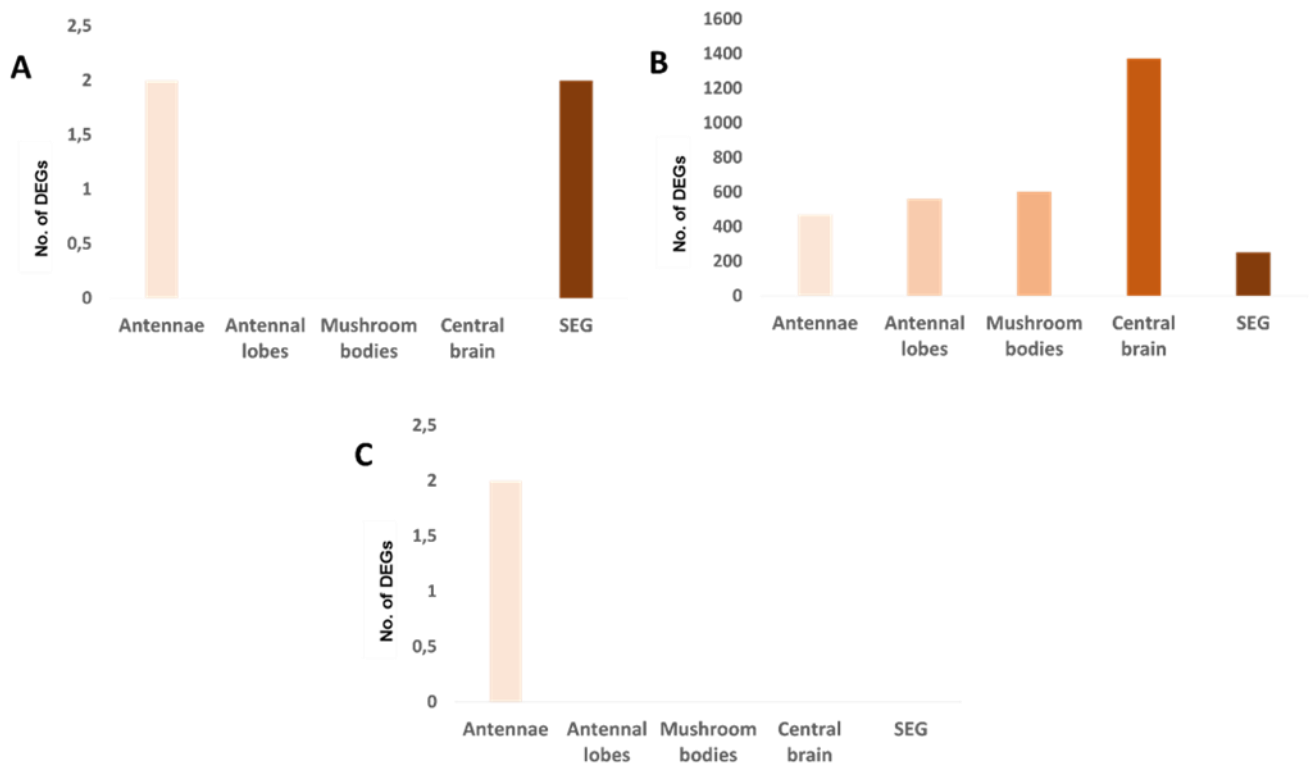 A
No. of DEGs
2,5
2
1,5
1
0,5
0
Antennae
Antennal
lobes
Mushroom
bodies
Central
brain
SEG
B
No. of DEGs
1600
1400
1200
1000
800
600
400
200
0
Antennae
Antennal
lobes
Mushroom
bodies
Central
brain
SEG
C
No. of DEGs
2,5
2
1,5
1
0,5
0
Antennae
Antennal
lobes
Mushroom
bodies
Central
brain
SEG